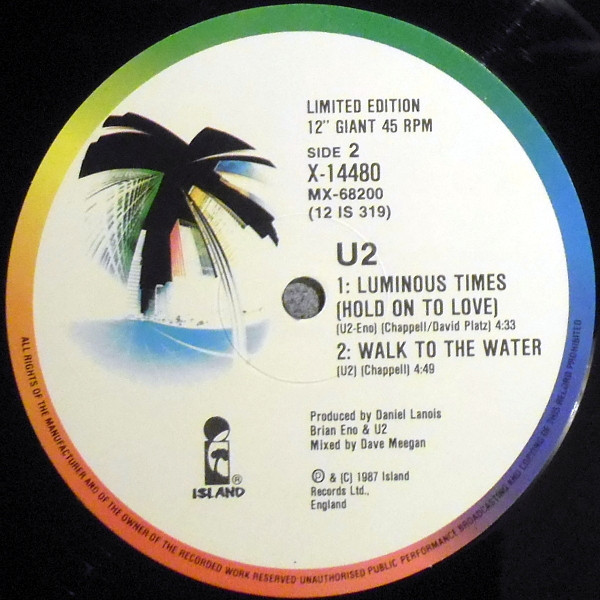 LIMITED EDITION
12" GIANT 45 RPM
SIDE 2
X-14480
MX-68200
(12 IS 319)
U2
1: LUMINOUS TIMES
(HOLD ON TO LOVE)
(U2-Eno) (Chappell/David Platz) 4:33
2: WALK TO THE WATER
(U2) (Chappell) 4:49
Produced by Daniel Lanois
Brian Eno & U2
Mixed by Dave Meegan
℗ & (C) 1987 Island
Records Ltd.,
England
ISLAND®
ALL RIGHTS OF THE MANUFACTURER AND OF THE OWNER OF THE RECORDED WORK RESERVED UNAUTHORISED PUBLIC PERFORMANCE BROADCASTING AND COPYING OF THIS RECORD PROHIBITED